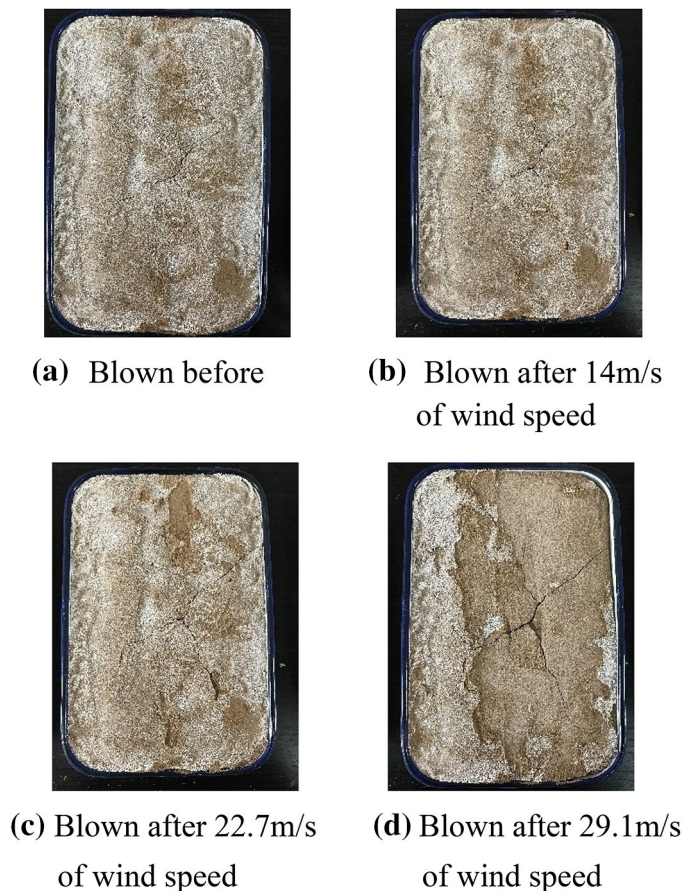 (a) Blown before
(b) Blown after 14m/s
of wind speed
(c) Blown after 22.7m/s
of wind speed
(d) Blown after 29.1m/s
of wind speed